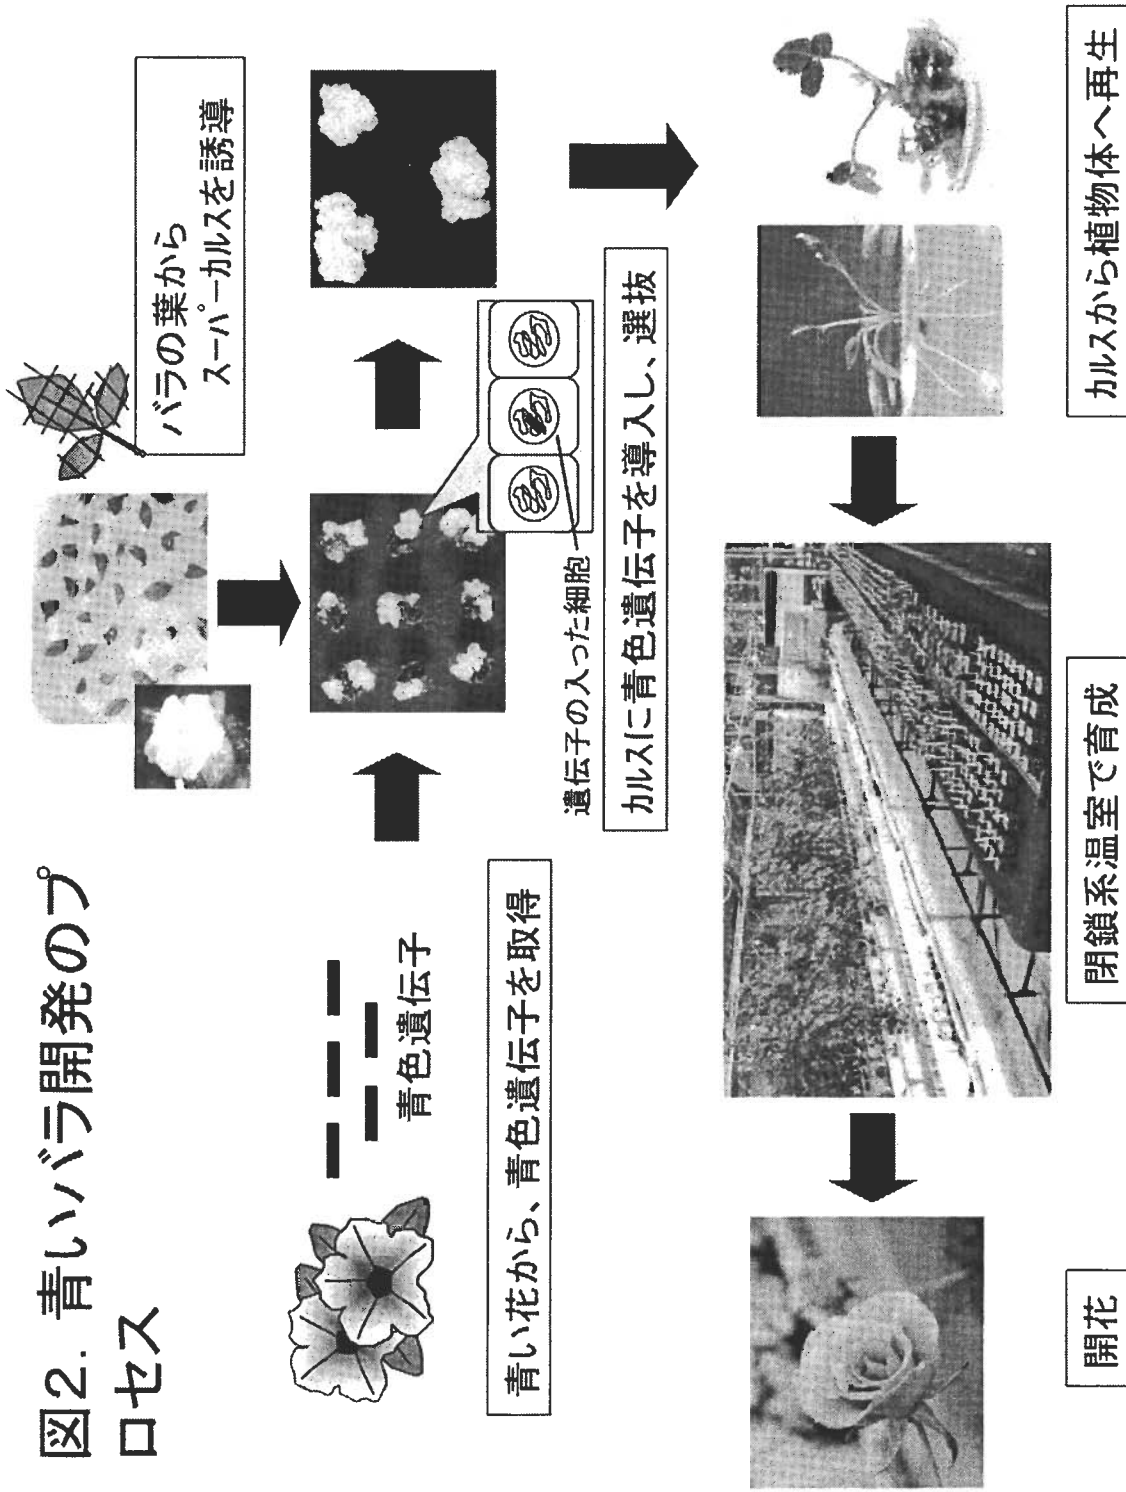 図2. 青いバラ開発のプ
ロセス
バラの葉から
スーパーカルスを誘導
青色遺伝子
青い花から、青色遺伝子を取得
遺伝子の入った細胞
カルスに青色遺伝子を導入し、選抜
カルスから植物体へ再生
閉鎖系温室で育成
開花